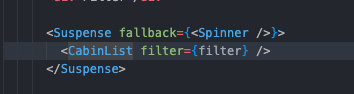 <Suspense fallback={<Spinner />}>
<CabinList filter={filter} />
</Suspense>